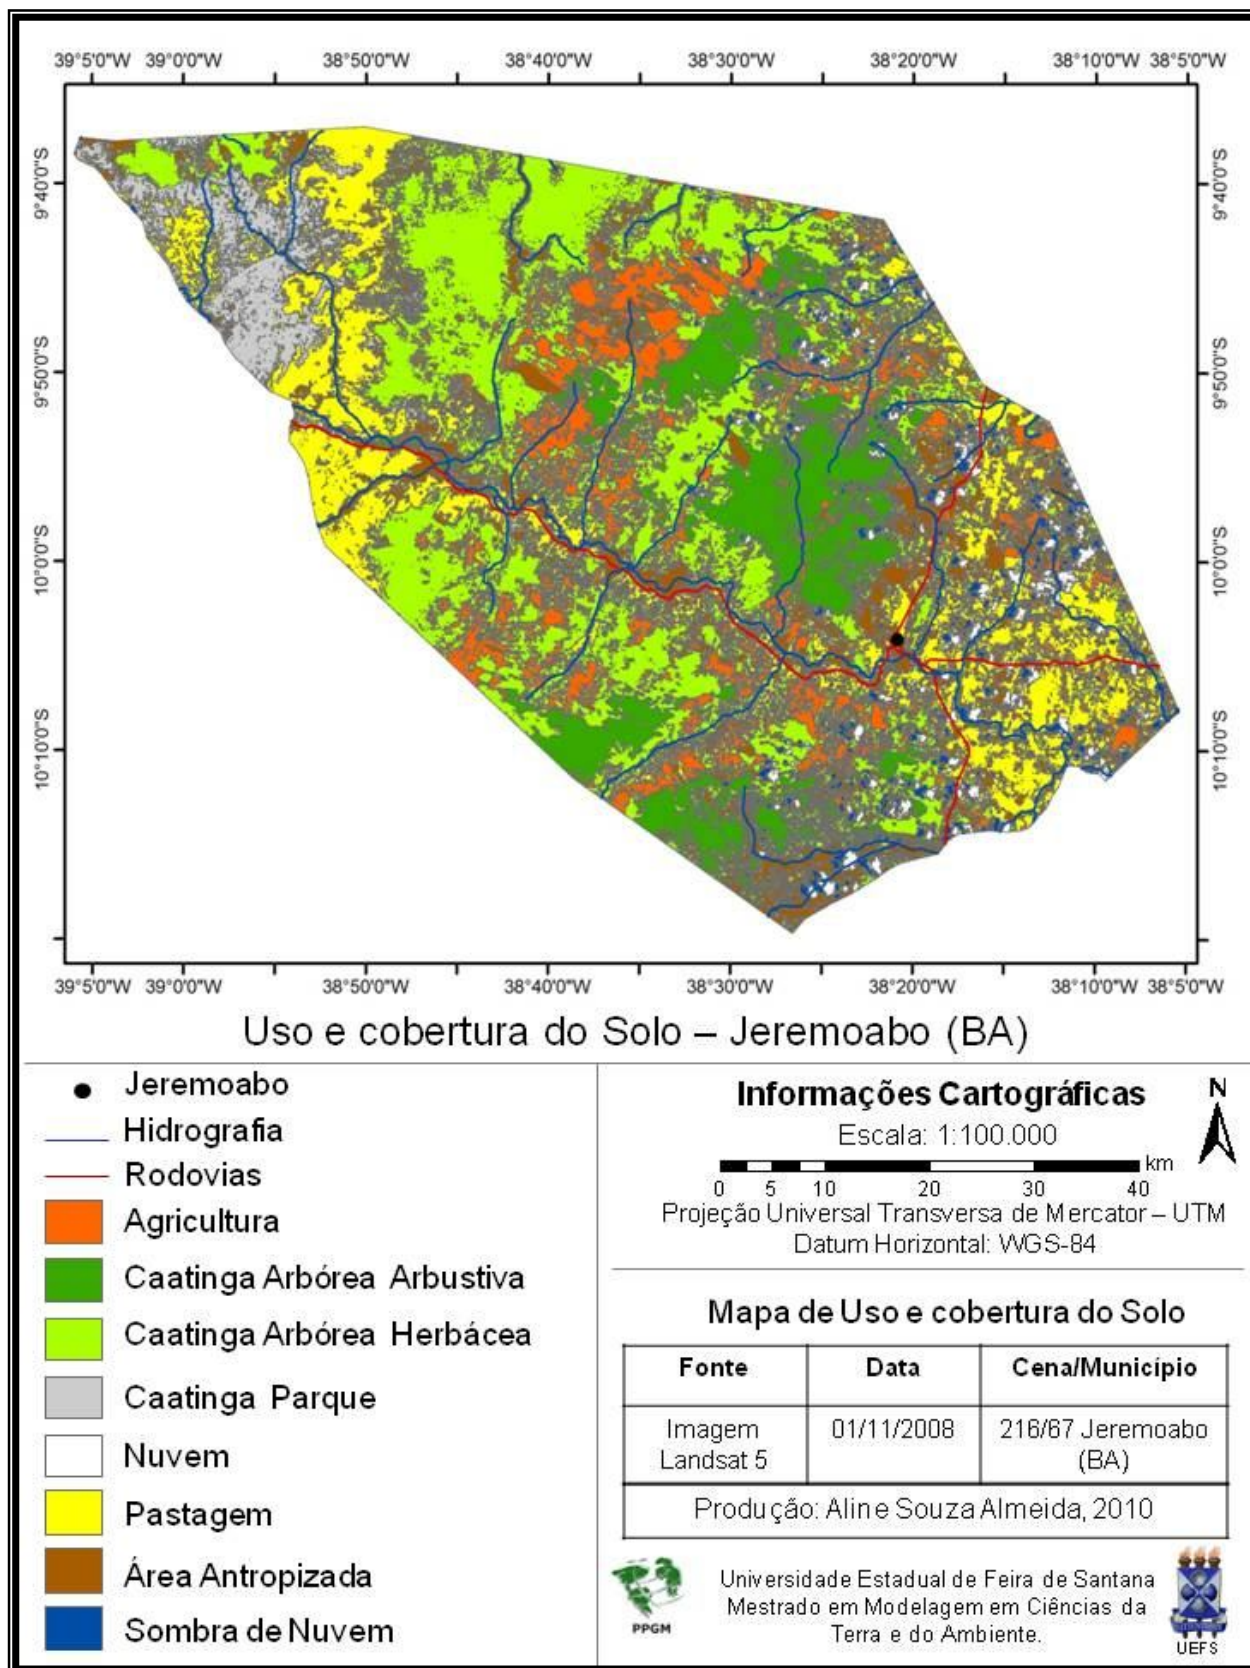 39°5'0"W 39°0'0"W 38°50'0"W 38°40'0"W 38°30'0"W 38°20'0"W 38°10'0"W 38°5'0"W
9°40'0"S 9°40'0"S
9°50'0"S 9°50'0"S
10°0'0"S 10°0'0"S
10°10'0"S 10°10'0"S
39°5'0"W 39°0'0"W 38°50'0"W 38°40'0"W 38°30'0"W 38°20'0"W 38°10'0"W 38°5'0"W
Uso e cobertura do Solo – Jeremoabo (BA)
Jeremoabo
Hidrografia
Rodovias
Agricultura
Caatinga Arbórea Arbustiva
Caatinga Arbórea Herbácea
Caatinga Parque
Nuvem
Pastagem
Área Antropizada
Sombra de Nuvem
Informações Cartográficas
N
Escala: 1:100.000
km
0 5 10 20 30 40
Projeção Universal Transversa de Mercator – UTM
Datum Horizontal: WGS-84
Mapa de Uso e cobertura do Solo
Fonte Data Cena/Município
Imagem 01/11/2008 216/67 Jeremoabo
Landsat 5 (BA)
Produção: Aline Souza Almeida, 2010
Universidade Estadual de Feira de Santana
Mestrado em Modelagem em Ciências da
Terra e do Ambiente.
PPGM
UEFS